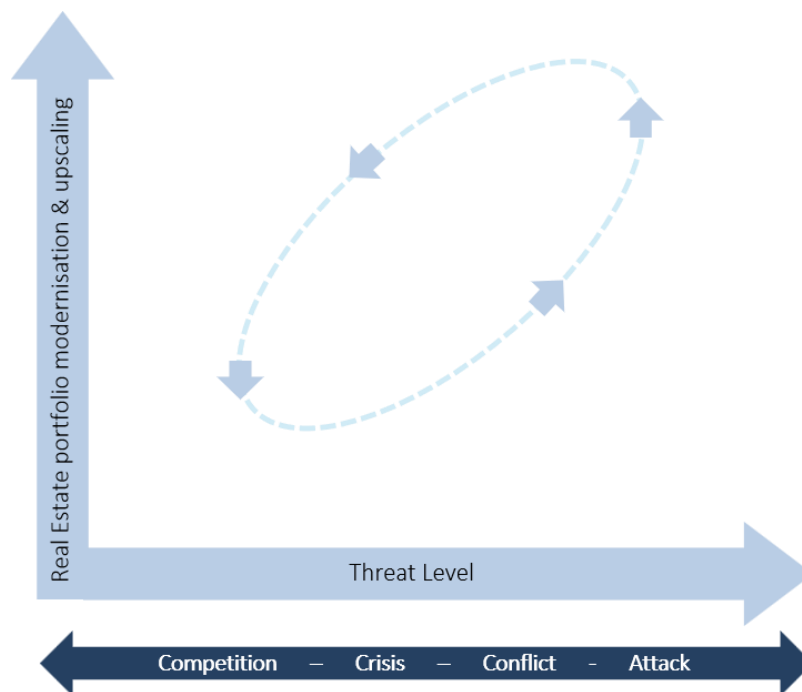 Real Estate portfolio modernisation & upscaling
Threat Level
Competition – Crisis – Conflict - Attack